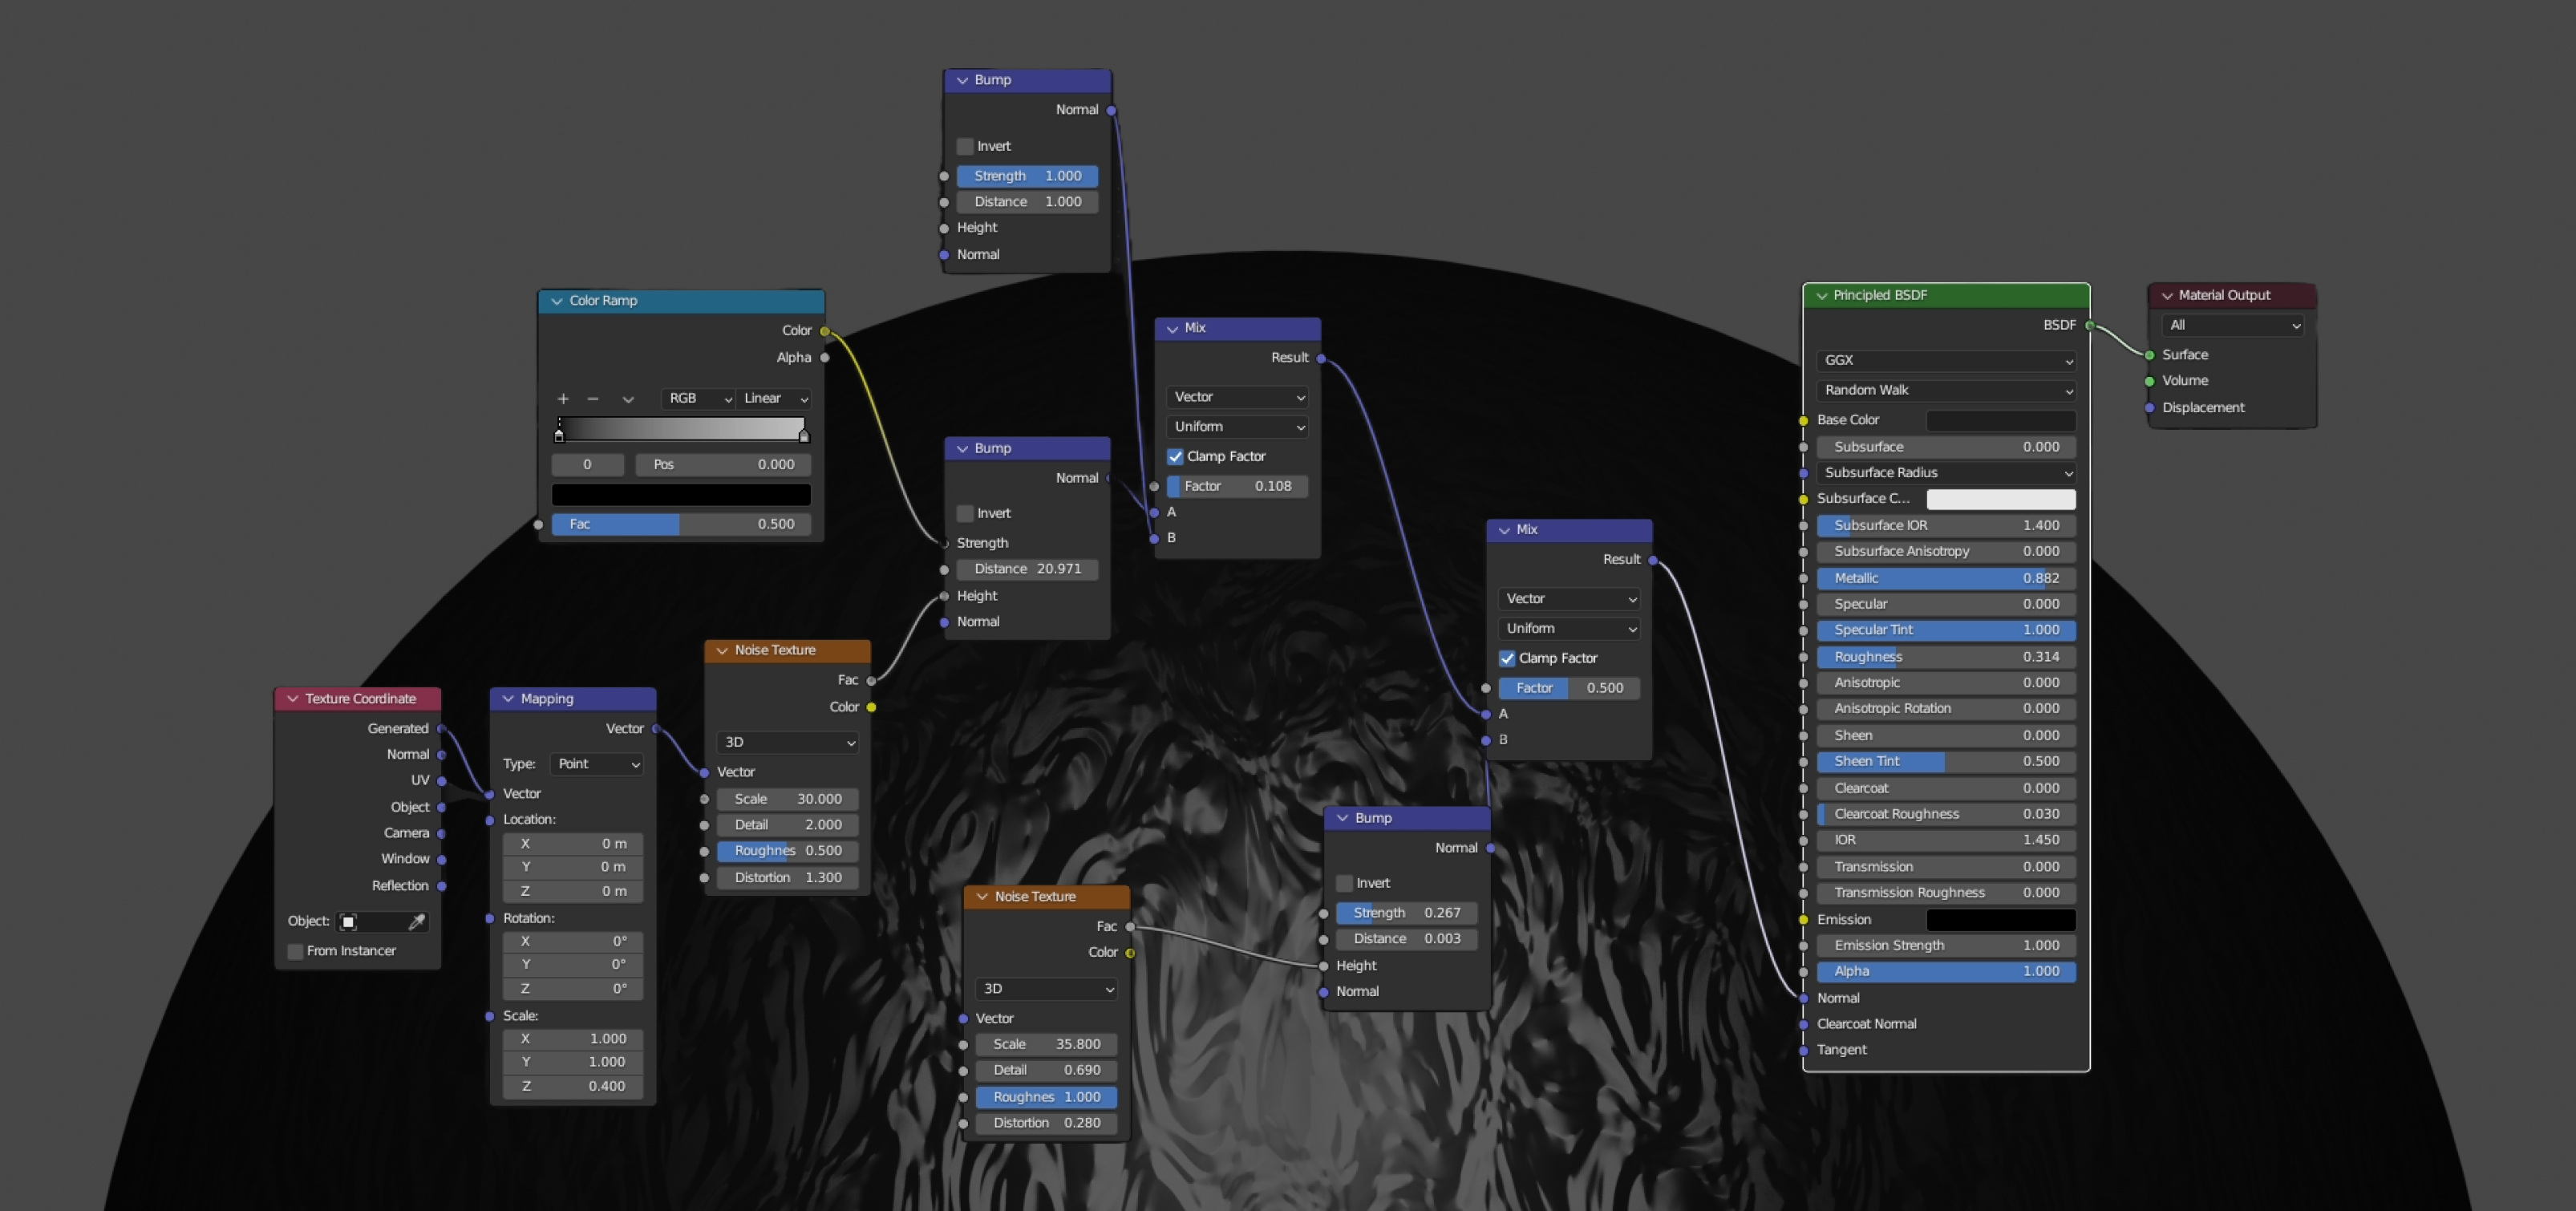 Bump
Normal
Invert
Strength 1.000
Distance 1.000
Height
Normal
Color Ramp
Color
Alpha
+ − RGB Linear
0 Pos 0.000
Fac 0.500
Bump
Normal
Invert
Strength
Distance 20.971
Height
Normal
Mix
Result
Vector
Uniform
Clamp Factor
Factor 0.108
A
B
Texture Coordinate
Generated
Normal
UV
Object
Camera
Window
Reflection
Object:
From Instancer
Mapping
Vector
Type: Point
Vector
Location:
X 0 m
Y 0 m
Z 0 m
Rotation:
X 0°
Y 0°
Z 0°
Scale:
X 1.000
Y 1.000
Z 0.400
Noise Texture
Fac
Color
3D
Vector
Scale 30.000
Detail 2.000
Roughnes 0.500
Distortion 1.300
Noise Texture
Fac
Color
3D
Vector
Scale 35.800
Detail 0.690
Roughnes 1.000
Distortion 0.280
Bump
Normal
Invert
Strength 0.267
Distance 0.003
Height
Normal
Mix
Result
Vector
Uniform
Clamp Factor
Factor 0.500
A
B
Principled BSDF
BSDF
GGX
Random Walk
Base Color
Subsurface 0.000
Subsurface Radius
Subsurface C...
Subsurface IOR 1.400
Subsurface Anisotropy 0.000
Metallic 0.882
Specular 0.000
Specular Tint 1.000
Roughness 0.314
Anisotropic 0.000
Anisotropic Rotation 0.000
Sheen 0.000
Sheen Tint 0.500
Clearcoat 0.000
Clearcoat Roughness 0.030
IOR 1.450
Transmission 0.000
Transmission Roughness 0.000
Emission
Emission Strength 1.000
Alpha 1.000
Normal
Clearcoat Normal
Tangent
Material Output
All
Surface
Volume
Displacement